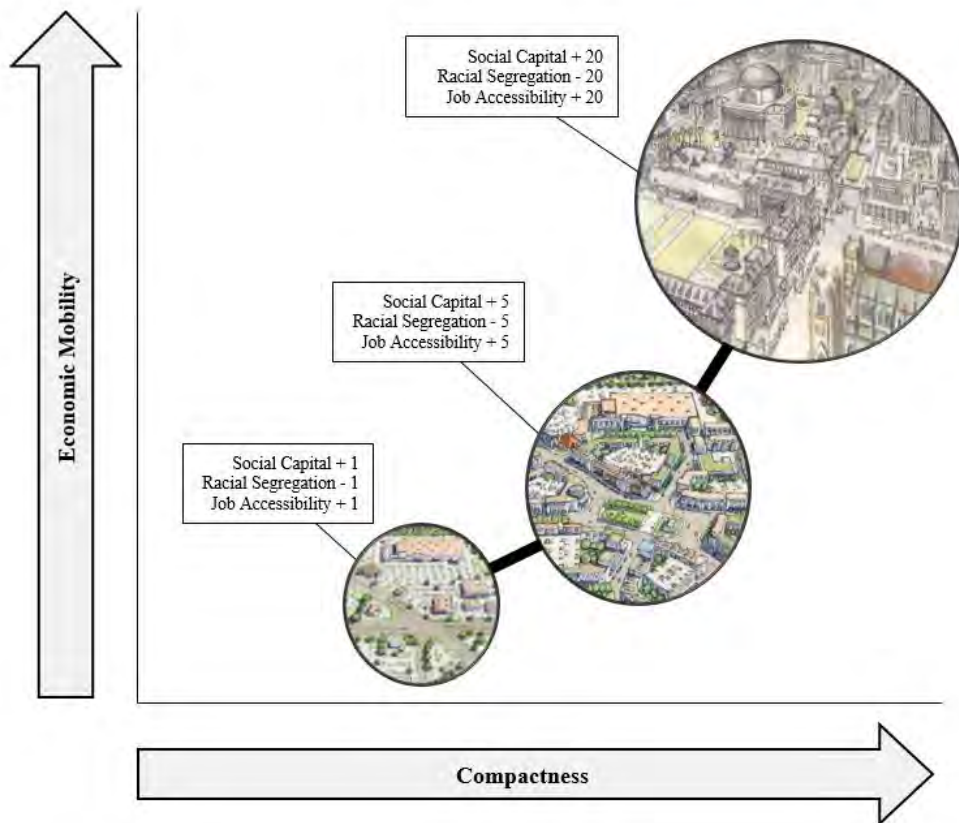 Social Capital + 20
Racial Segregation - 20
Job Accessibility + 20
Social Capital + 5
Racial Segregation - 5
Job Accessibility + 5
Social Capital + 1
Racial Segregation - 1
Job Accessibility + 1
Economic Mobility
Compactness